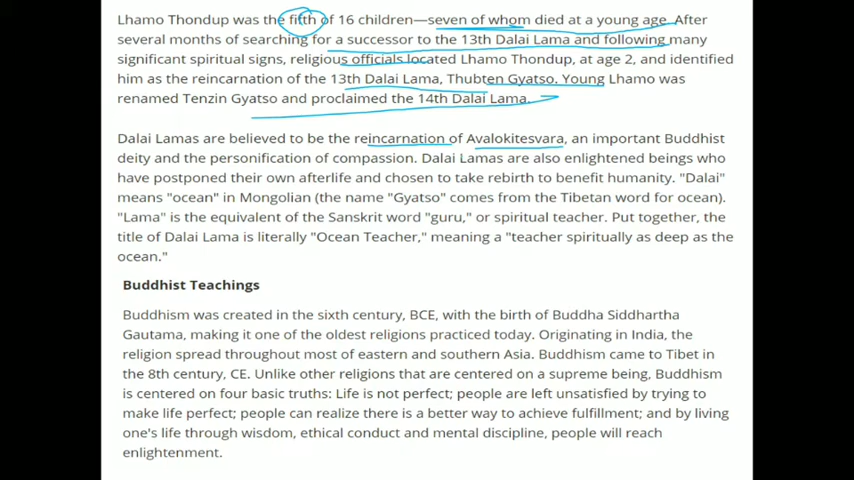 Lhamo Thondup was the fifth of 16 children—seven of whom died at a young age. After
several months of searching for a successor to the 13th Dalai Lama and following many
significant spiritual signs, religious officials located Lhamo Thondup, at age 2, and identified
him as the reincarnation of the 13th Dalai Lama, Thubten Gyatso. Young Lhamo was
renamed Tenzin Gyatso and proclaimed the 14th Dalai Lama.
Dalai Lamas are believed to be the reincarnation of Avalokitesvara, an important Buddhist
deity and the personification of compassion. Dalai Lamas are also enlightened beings who
have postponed their own afterlife and chosen to take rebirth to benefit humanity. "Dalai"
means "ocean" in Mongolian (the name "Gyatso" comes from the Tibetan word for ocean).
"Lama" is the equivalent of the Sanskrit word "guru," or spiritual teacher. Put together, the
title of Dalai Lama is literally "Ocean Teacher," meaning a "teacher spiritually as deep as the
ocean."
Buddhist Teachings
Buddhism was created in the sixth century, BCE, with the birth of Buddha Siddhartha
Gautama, making it one of the oldest religions practiced today. Originating in India, the
religion spread throughout most of eastern and southern Asia. Buddhism came to Tibet in
the 8th century, CE. Unlike other religions that are centered on a supreme being, Buddhism
is centered on four basic truths: Life is not perfect; people are left unsatisfied by trying to
make life perfect; people can realize there is a better way to achieve fulfillment; and by living
one's life through wisdom, ethical conduct and mental discipline, people will reach
enlightenment.